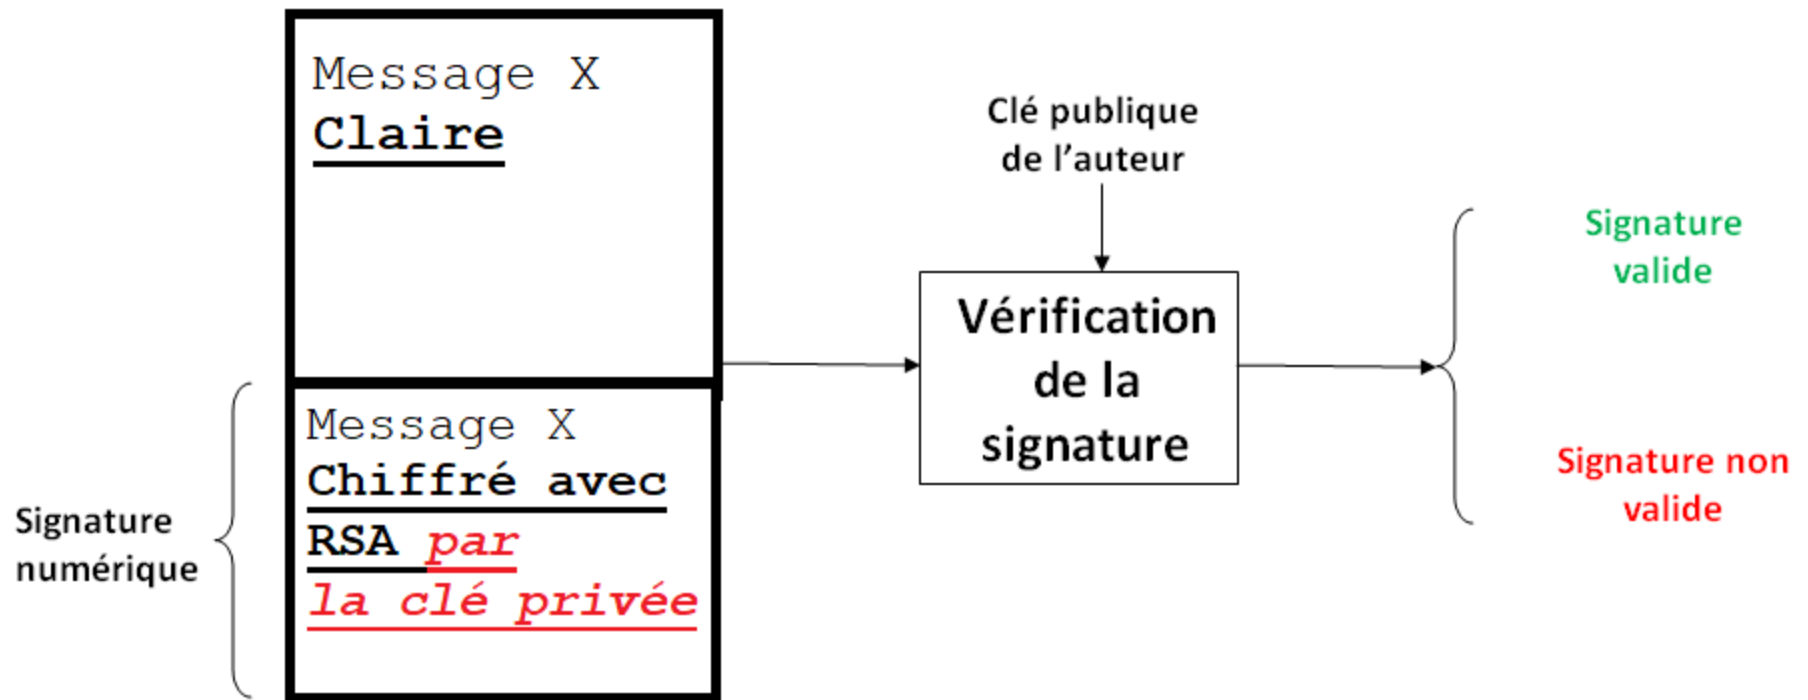 Message X
Claire
Message X
Chiffré avec
RSA par
la clé privée
Signature
numérique
Clé publique
de l'auteur
Vérification
de la
signature
Signature
valide
Signature non
valide